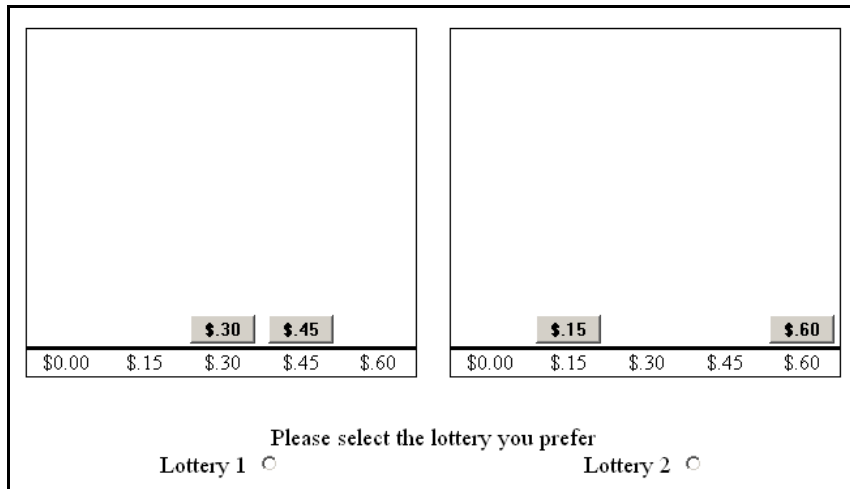 $.30 $.45
$0.00 $.15 $.30 $.45 $.60
$.15 $.60
$0.00 $.15 $.30 $.45 $.60
Please select the lottery you prefer
Lottery 1
Lottery 2